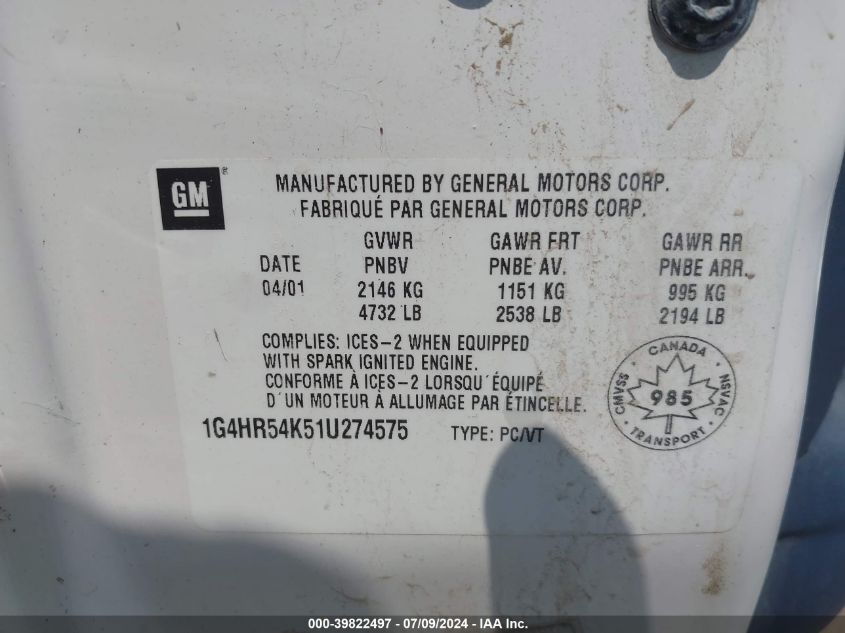 GM ®
MANUFACTURED BY GENERAL MOTORS CORP.
FABRIQUÉ PAR GENERAL MOTORS CORP.
GVWR GAWR FRT GAWR RR
DATE PNBV PNBE AV. PNBE ARR.
04/01 2146 KG 1151 KG 995 KG
4732 LB 2538 LB 2194 LB
COMPLIES: ICES-2 WHEN EQUIPPED
WITH SPARK IGNITED ENGINE.
CONFORME À ICES-2 LORSQU'ÉQUIPÉ
D'UN MOTEUR À ALLUMAGE PAR ÉTINCELLE.
1G4HR54K51U274575 TYPE: PC/VT
CANADA
CMVSS 985 NSVAC
TRANSPORT
000-39822497 / 07/09/2024 - IAA Inc.